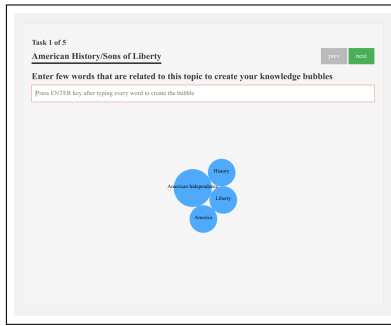 Task 1 of 5
American History/Sons of Liberty
prev next
Enter few words that are related to this topic to create your knowledge bubbles
Press ENTER key after typing every word to create the bubble
History
American Independence
Liberty
America